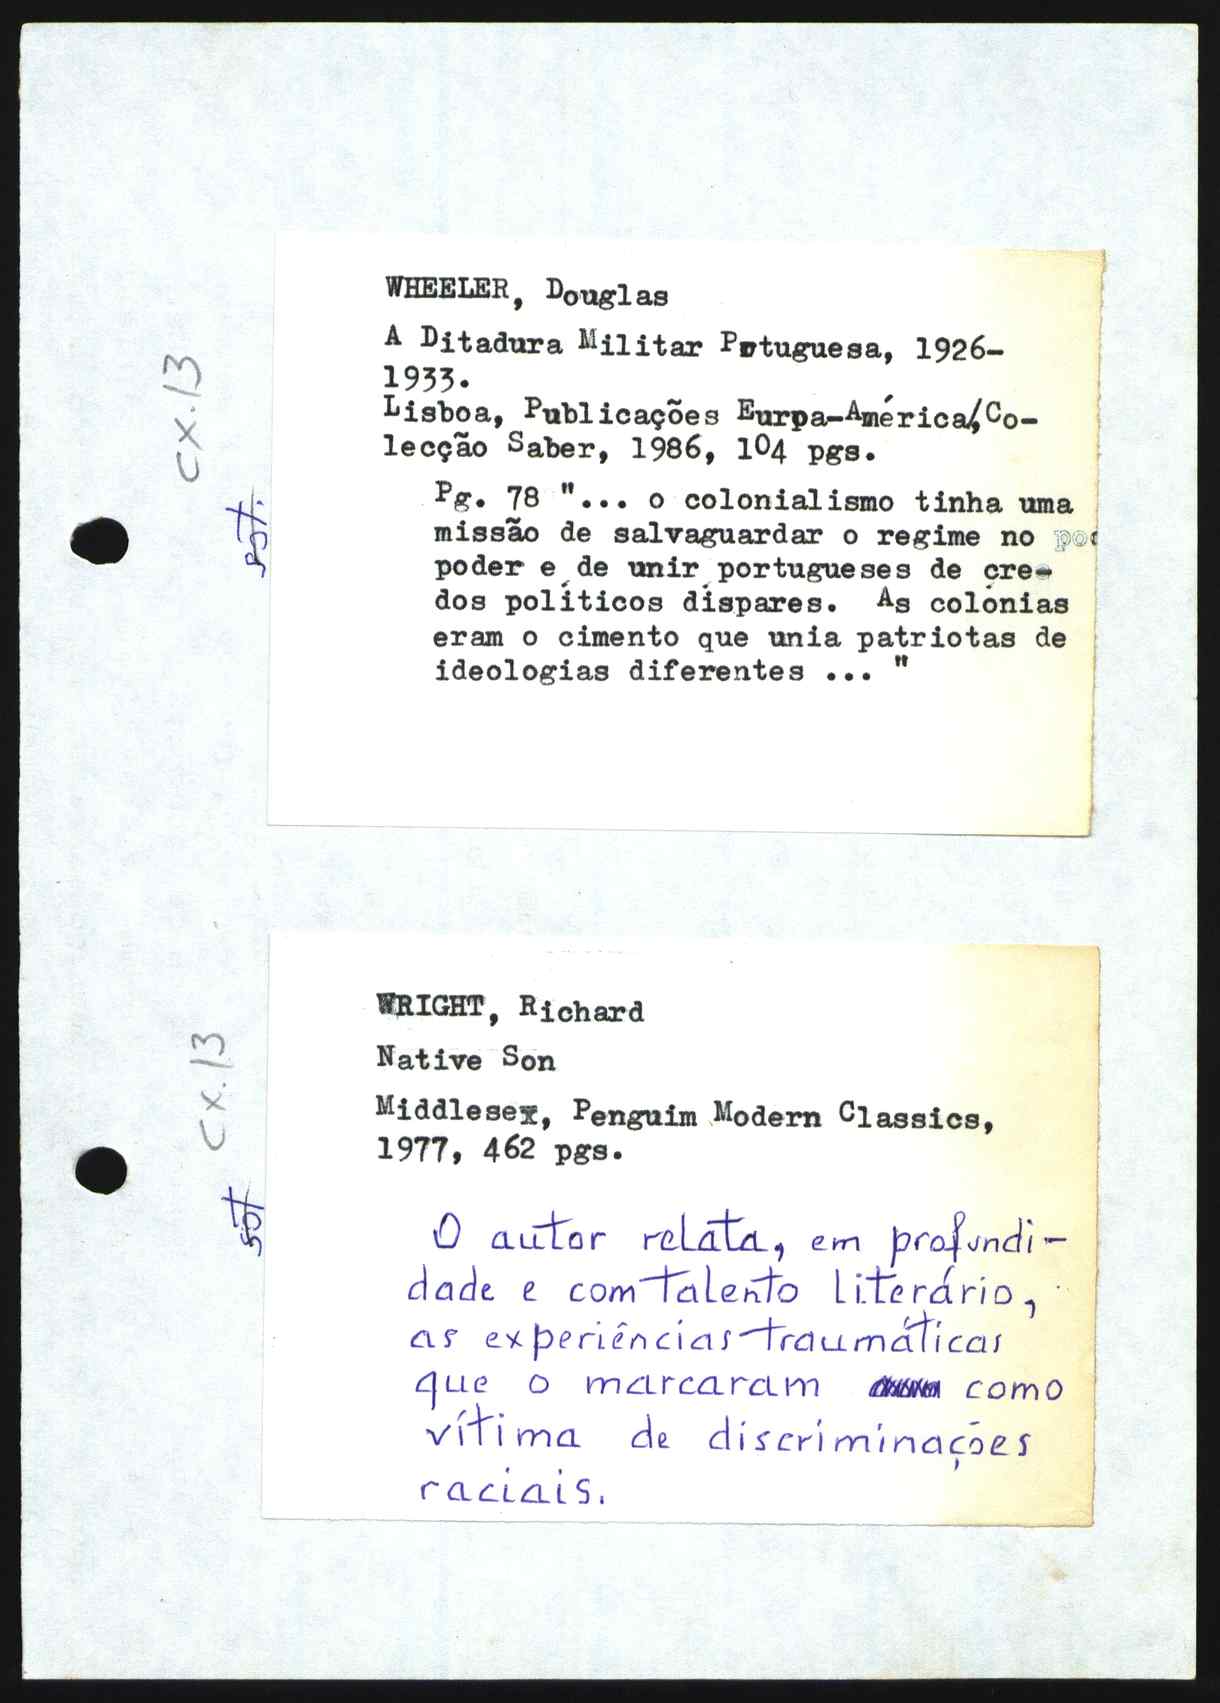 WHEELER, Douglas
A Ditadura Militar Portuguesa, 1926-
1933.
Lisboa, Publicações Eurpa-América, Co-
lecção Saber, 1986, 104 pgs.
Pg. 78 "... o colonialismo tinha uma
missão de salvaguardar o regime no
poder e de unir portugueses de cre-
dos políticos díspares. As colónias
eram o cimento que unia patriotas de
ideologias diferentes ... "
cx.13
WRIGHT, Richard
Native Son
Middlesex, Penguim Modern Classics,
1977, 462 pgs.
O autor relata, em profundi-
dade e com talento literário,
as experiências traumáticas
que o marcaram como
vítima de discriminações
raciais.
cx.13